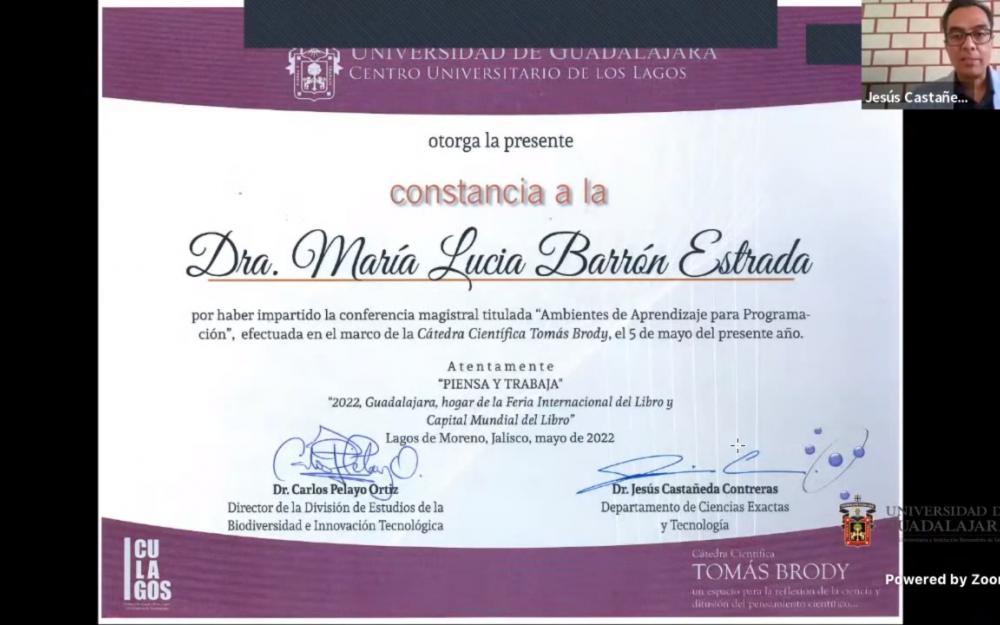 UNIVERSIDAD DE GUADALAJARA
CENTRO UNIVERSITARIO DE LOS LAGOS
Jesús Castañe...
otorga la presente
constancia a la
Dra. María Lucia Barrón Estrada
por haber impartido la conferencia magistral titulada “Ambientes de Aprendizaje para Programa-
ción”, efectuada en el marco de la Cátedra Científica Tomás Brody, el 5 de mayo del presente año.
Atentamente
“PIENSA Y TRABAJA”
“2022, Guadalajara, hogar de la Feria Internacional del Libro y
Capital Mundial del Libro”
Lagos de Moreno, Jalisco, mayo de 2022
Dr. Carlos Pelayo Ortiz
Director de la División de Estudios de la
Biodiversidad e Innovación Tecnológica
Dr. Jesús Castañeda Contreras
Departamento de Ciencias Exactas
y Tecnología
UNIVERSIDAD D
GUADALAJAR
CU
LA
GOS
Cátedra Científica
TOMÁS BRODY
un espacio para la reflexión de la ciencia y
difusión del pensamiento científico...
Powered by Zoo